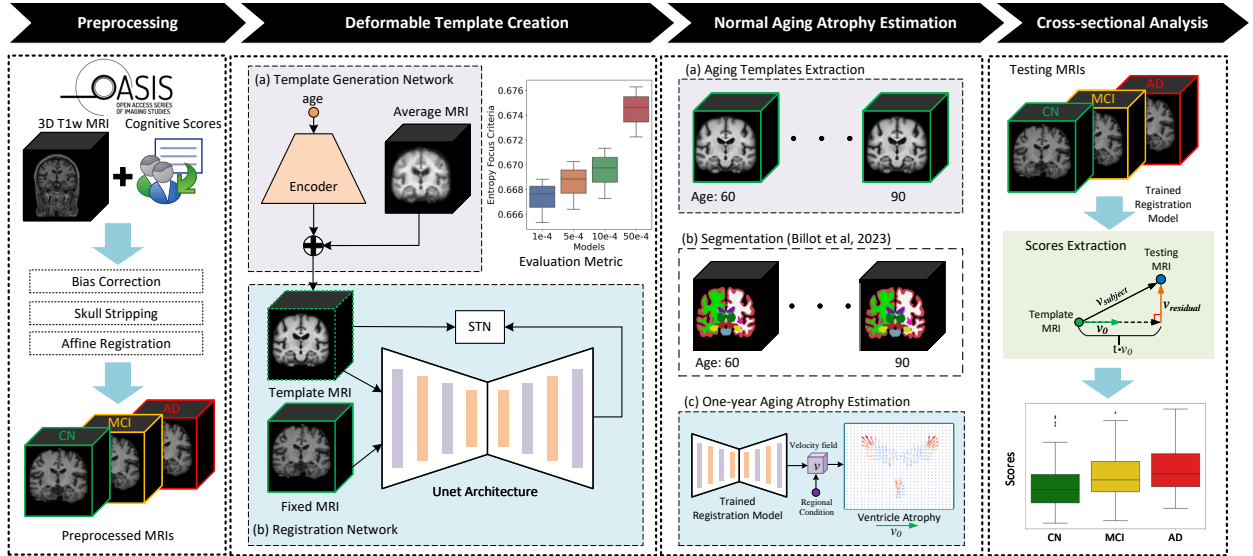 Preprocessing
Deformable Template Creation
Normal Aging Atrophy Estimation
Cross-sectional Analysis
OASIS
OPEN ACCESS SERIES
OF IMAGING STUDIES
3D T1w MRI
Cognitive Scores
Bias Correction
Skull Stripping
Affine Registration
CN
MCI
AD
Preprocessed MRIs
(a) Template Generation Network
age
Encoder
Average MRI
Entropy Focus Criteria
0.676
0.674
0.672
0.670
0.668
0.666
1e-4
5e-4
10e-4
50e-4
Models
Evaluation Metric
STN
Template MRI
Fixed MRI
Unet Architecture
(b) Registration Network
(a) Aging Templates Extraction
Age: 60
90
(b) Segmentation (Billot et al, 2023)
Age: 60
90
(c) One-year Aging Atrophy Estimation
Velocity field
v
Regional
Condition
Trained
Registration Model
Ventricle Atrophy
v0
Testing MRIs
CN
MCI
AD
Trained
Registration
Model
Scores Extraction
Testing
MRI
vsubject
vresidual
Template
MRI
v0
t•v0
Scores
CN
MCI
AD